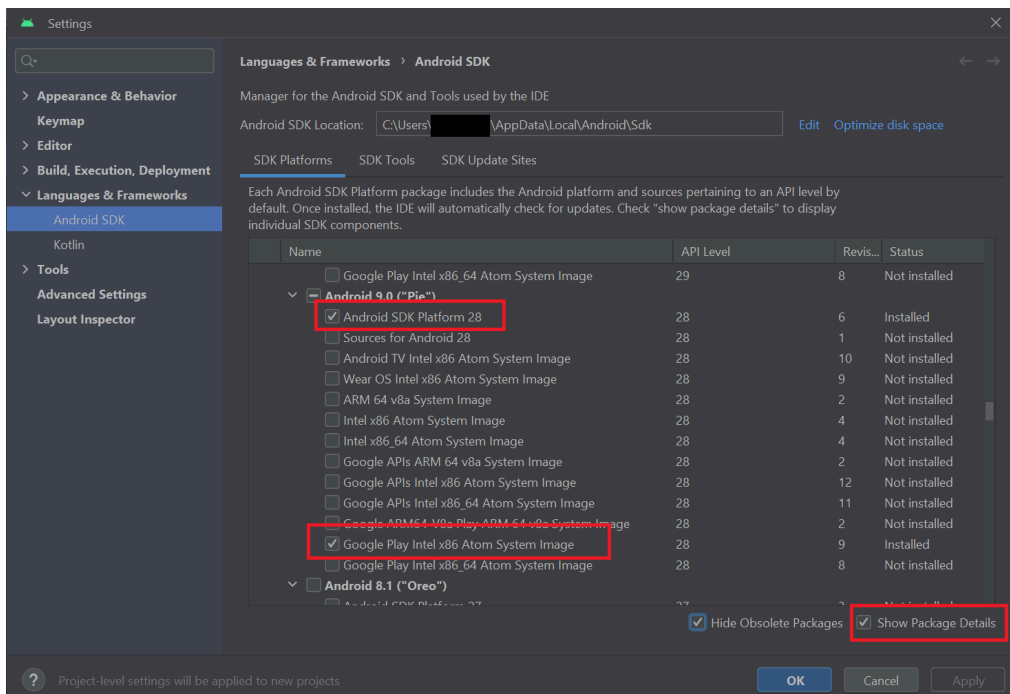 Settings
Languages & Frameworks > Android SDK
Appearance & Behavior
Keymap
Editor
Build, Execution, Deployment
Languages & Frameworks
Android SDK
Kotlin
Tools
Advanced Settings
Layout Inspector
Manager for the Android SDK and Tools used by the IDE
Android SDK Location: C:\Users\ \AppData\Local\Android\Sdk Edit Optimize disk space
SDK Platforms SDK Tools SDK Update Sites
Each Android SDK Platform package includes the Android platform and sources pertaining to an API level by
default. Once installed, the IDE will automatically check for updates. Check "show package details" to display
individual SDK components.
Name API Level Revis... Status
Google Play Intel x86_64 Atom System Image 29 8 Not installed
Android 9.0 ("Pie")
Android SDK Platform 28 28 6 Installed
Sources for Android 28 28 1 Not installed
Android TV Intel x86 Atom System Image 28 10 Not installed
Wear OS Intel x86 Atom System Image 28 9 Not installed
ARM 64 v8a System Image 28 2 Not installed
Intel x86 Atom System Image 28 4 Not installed
Intel x86_64 Atom System Image 28 4 Not installed
Google APIs ARM 64 v8a System Image 28 2 Not installed
Google APIs Intel x86 Atom System Image 28 12 Not installed
Google APIs Intel x86_64 Atom System Image 28 11 Not installed
Google ARM64-V8a Play ARM 64 v8a System Image 28 2 Not installed
Google Play Intel x86 Atom System Image 28 9 Installed
Google Play Intel x86_64 Atom System Image 28 8 Not installed
Android 8.1 ("Oreo")
Android SDK Platform 27 27 3 Not installed
Hide Obsolete Packages Show Package Details
? Project-level settings will be applied to new projects
OK Cancel Apply